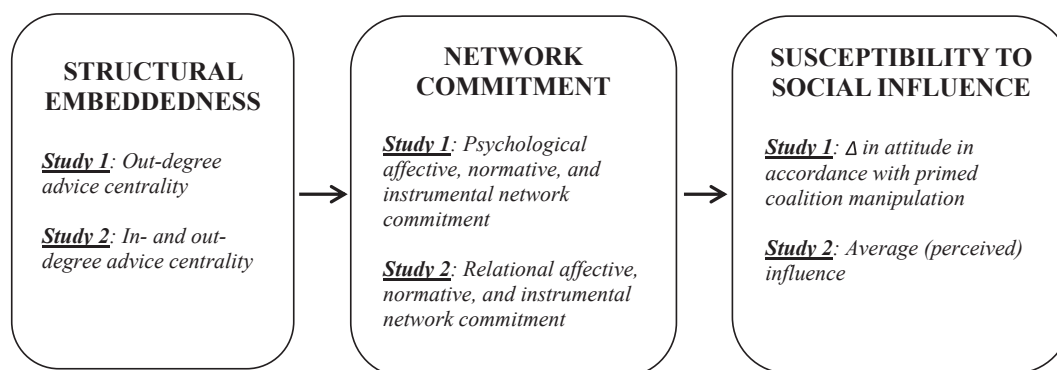 STRUCTURAL
EMBEDDEDNESS
Study 1: Out-degree
advice centrality
Study 2: In- and out-
degree advice centrality
NETWORK
COMMITMENT
Study 1: Psychological
affective, normative, and
instrumental network
commitment
Study 2: Relational affective,
normative, and instrumental
network commitment
SUSCEPTIBILITY TO
SOCIAL INFLUENCE
Study 1: Δ in attitude in
accordance with primed
coalition manipulation
Study 2: Average (perceived)
influence